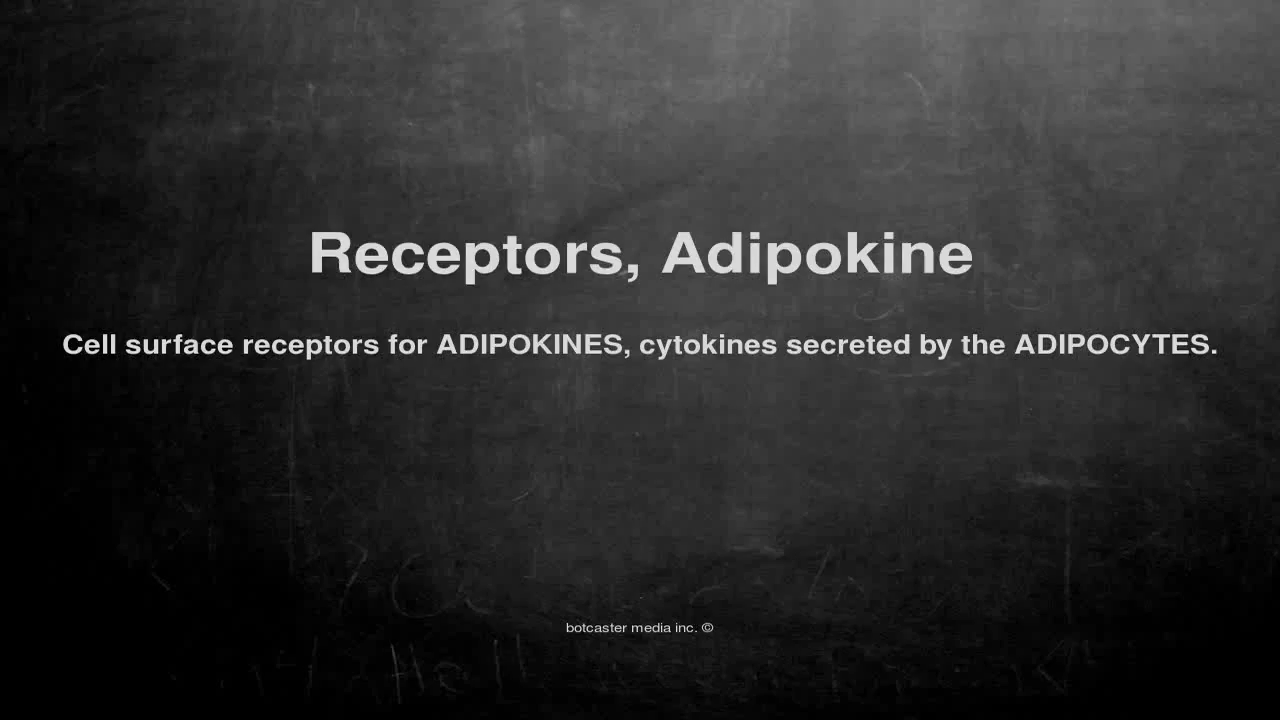 Receptors, Adipokine
Cell surface receptors for ADIPOKINES, cytokines secreted by the ADIPOCYTES.
botcaster media inc. ©